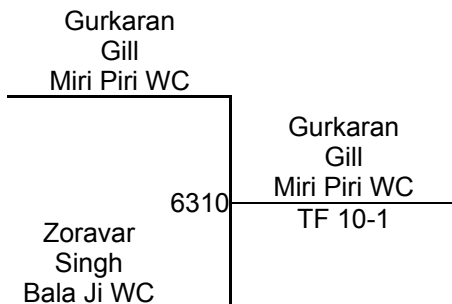 Gurkaran
Gill
Miri Piri WC
Gurkaran
Gill
Miri Piri WC
6310
TF 10-1
Zoravar
Singh
Bala Ji WC